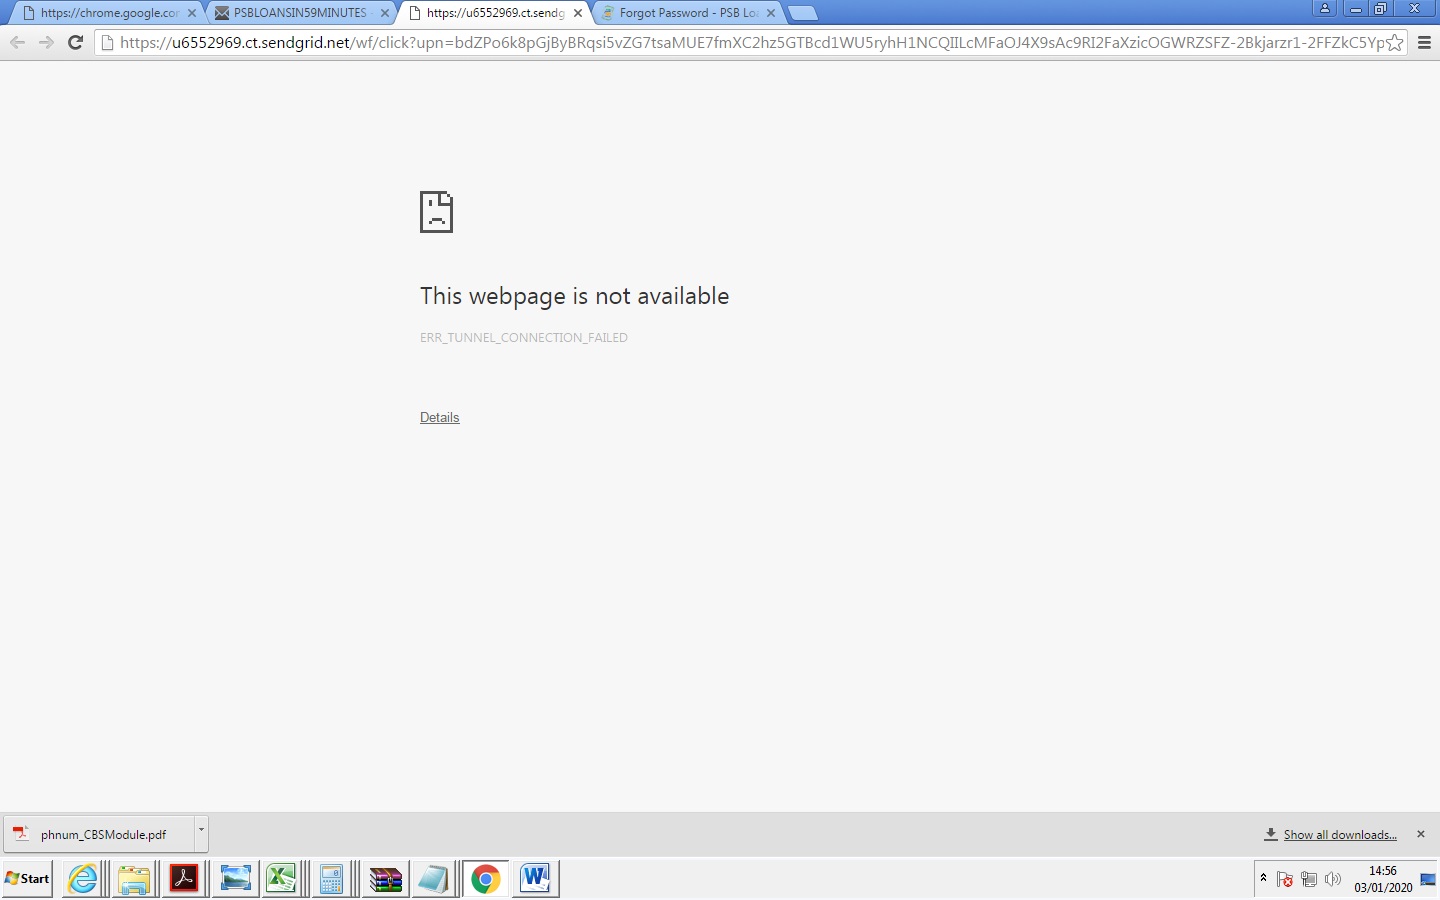 https://chrome.google.cor
PSBLOANSIN59MINUTES -
https://u6552969.ct.sendg
Forgot Password - PSB Loa
https://u6552969.ct.sendgrid.net/wf/click?upn=bdZPo6k8pGjByBRqsi5vZG7tsaMUE7fmXC2hz5GTBcd1WU5ryhH1NCQIILcMFaOJ4X9sAc9RI2FaXzicOGWRZSFZ-2Bkjarzr1-2FFZkC5Yp
This webpage is not available
ERR_TUNNEL_CONNECTION_FAILED
Details
phnum_CBSModule.pdf
Show all downloads...
Start
14:56
03/01/2020